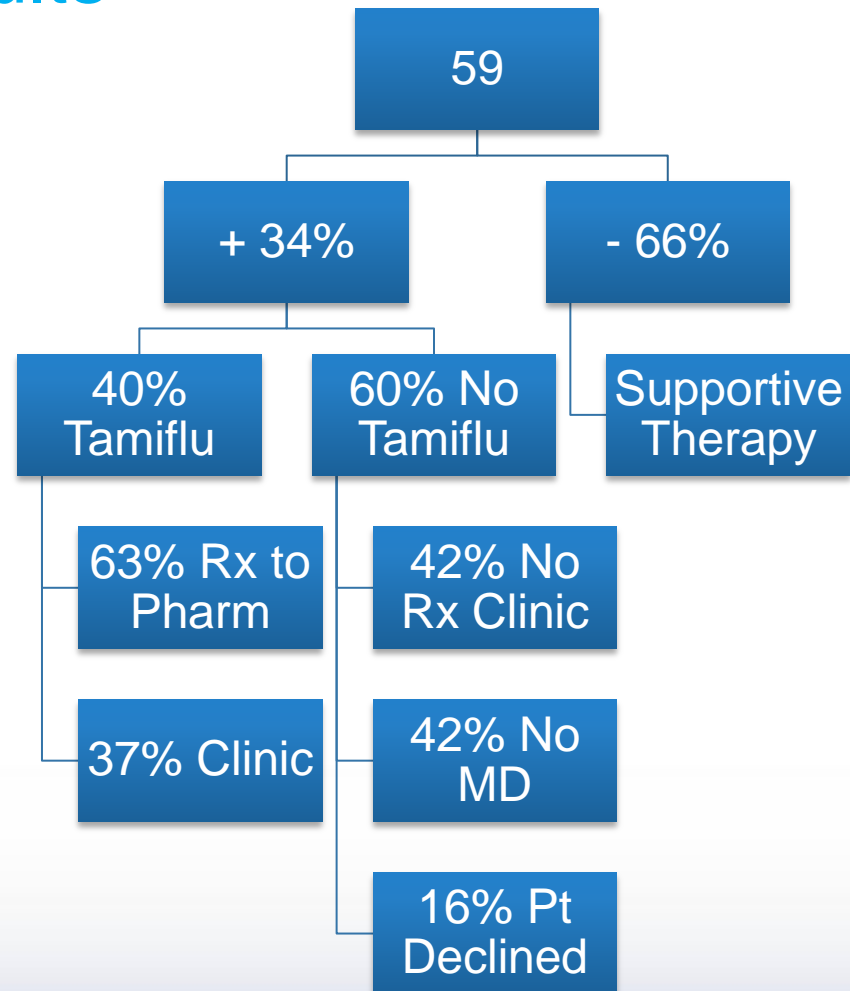 59
+ 34%
- 66%
40%
Tamiflu
60% No
Tamiflu
Supportive
Therapy
63% Rx to
Pharm
42% No
Rx Clinic
37% Clinic
42% No
MD
16% Pt
Declined